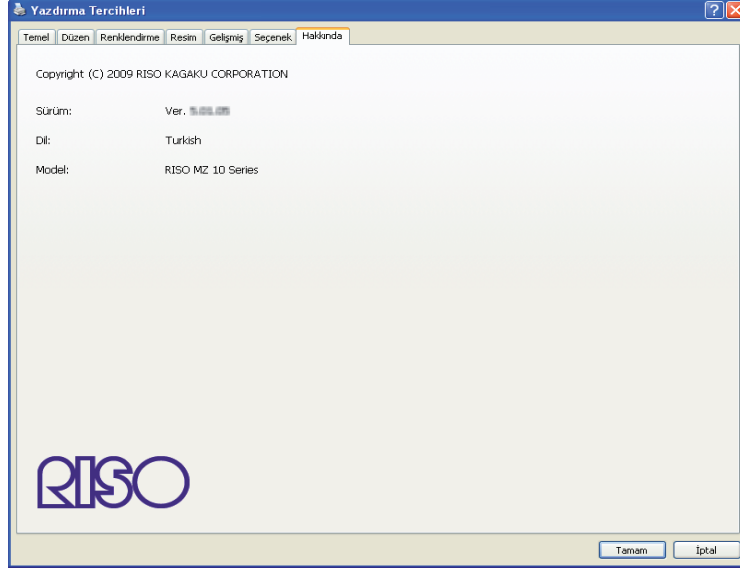 Yazdırma Tercihleri
Temel Düzen Renklendirme Resim Gelişmiş Seçenek Hakkında
Copyright (C) 2009 RISO KAGAKU CORPORATION
Sürüm: Ver.
Dil: Turkish
Model: RISO MZ 10 Series
RISO
Tamam İptal